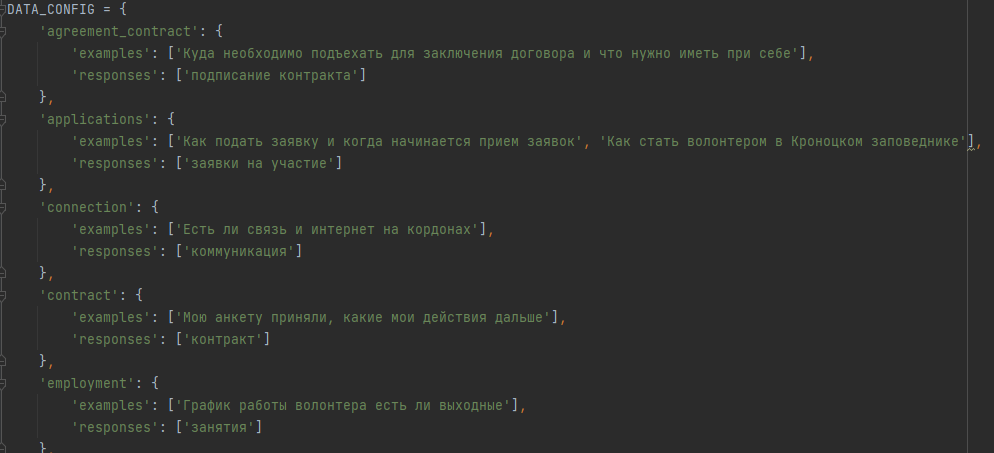 DATA_CONFIG = {
'agreement_contract': {
'examples': ['Куда необходимо подъехать для заключения договора и что нужно иметь при себе'],
'responses': ['подписание контракта']
},
'applications': {
'examples': ['Как подать заявку и когда начинается прием заявок', 'Как стать волонтером в Кроноцком заповеднике'],
'responses': ['заявки на участие']
},
'connection': {
'examples': ['Есть ли связь и интернет на кордонах'],
'responses': ['коммуникация']
},
'contract': {
'examples': ['Мою анкету приняли, какие мои действия дальше'],
'responses': ['контракт']
},
'employment': {
'examples': ['График работы волонтера есть ли выходные'],
'responses': ['занятия']
},